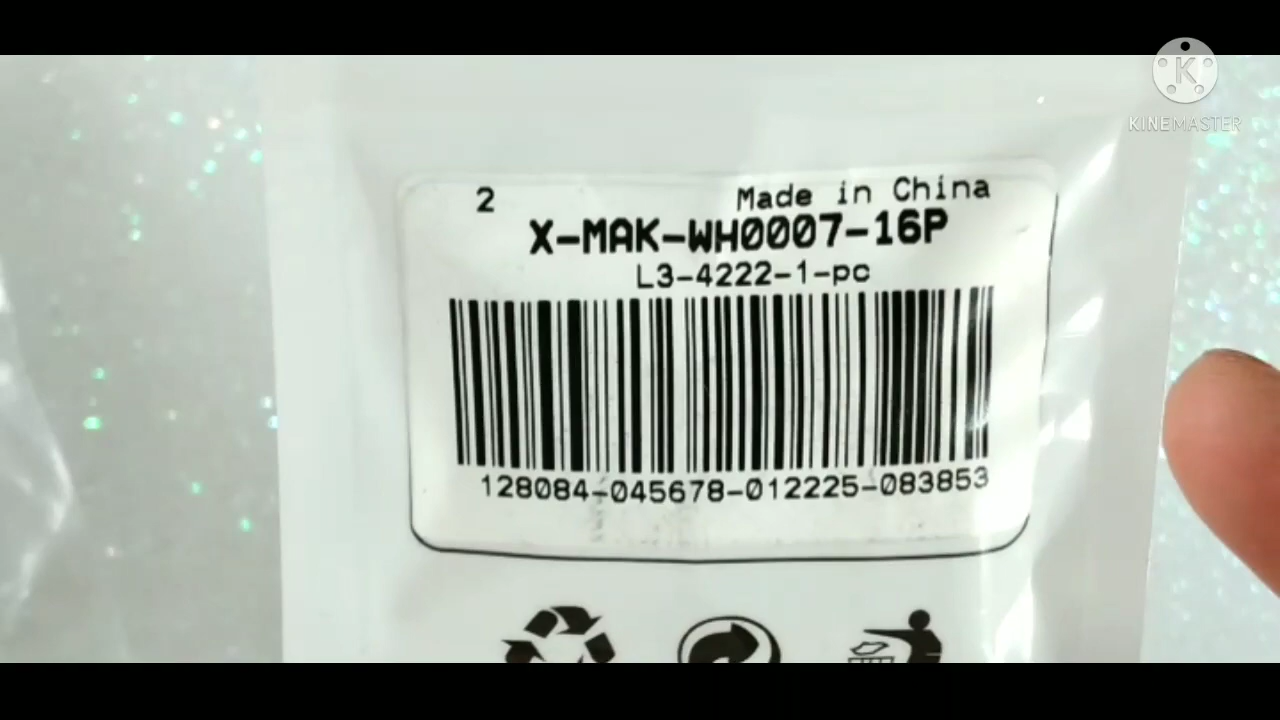 K
KINEMASTER
2 Made in China
X-MAK-WH0007-16P
L3-4222-1-pc
128084-045678-012225-083853